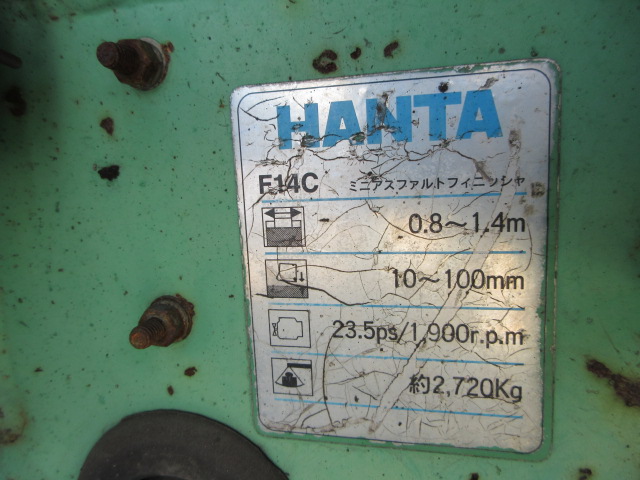 HANTA
F14C ミニアスファルトフィニッシャ
0.8～1.4m
10～100mm
23.5ps/1,900r.p.m
約2,720Kg